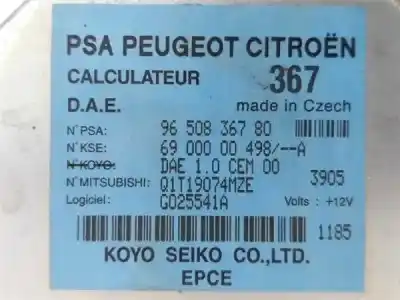 PSA PEUGEOT CITROËN
CALCULATEUR 367
D.A.E. made in Czech
N°PSA: 96 508 367 80
N°KSE: 69 000 00 498/--A
N°KOYO: DAE 1.0 CEM 00
N°MITSUBISHI: Q1T19074MZE 3905
Logiciel: G025541A Volts : +12V
1185
KOYO SEIKO CO.,LTD.
EPCE